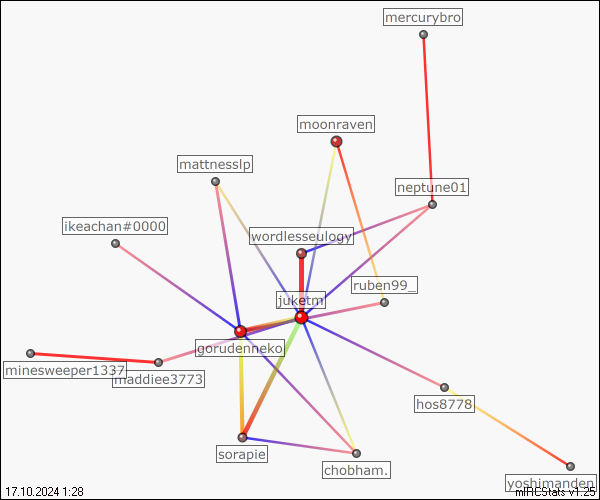 mercurybro
moonraven
mattnesslp
neptune01
ikeachan#0000
wordlesseulogy
ruben99_
juketm
gorudenneko
minesweeper1337
maddiee3773
hos8778
sorapie
chobham.
yoshimanden
17.10.2024 1:28
mIRCStats v1.25